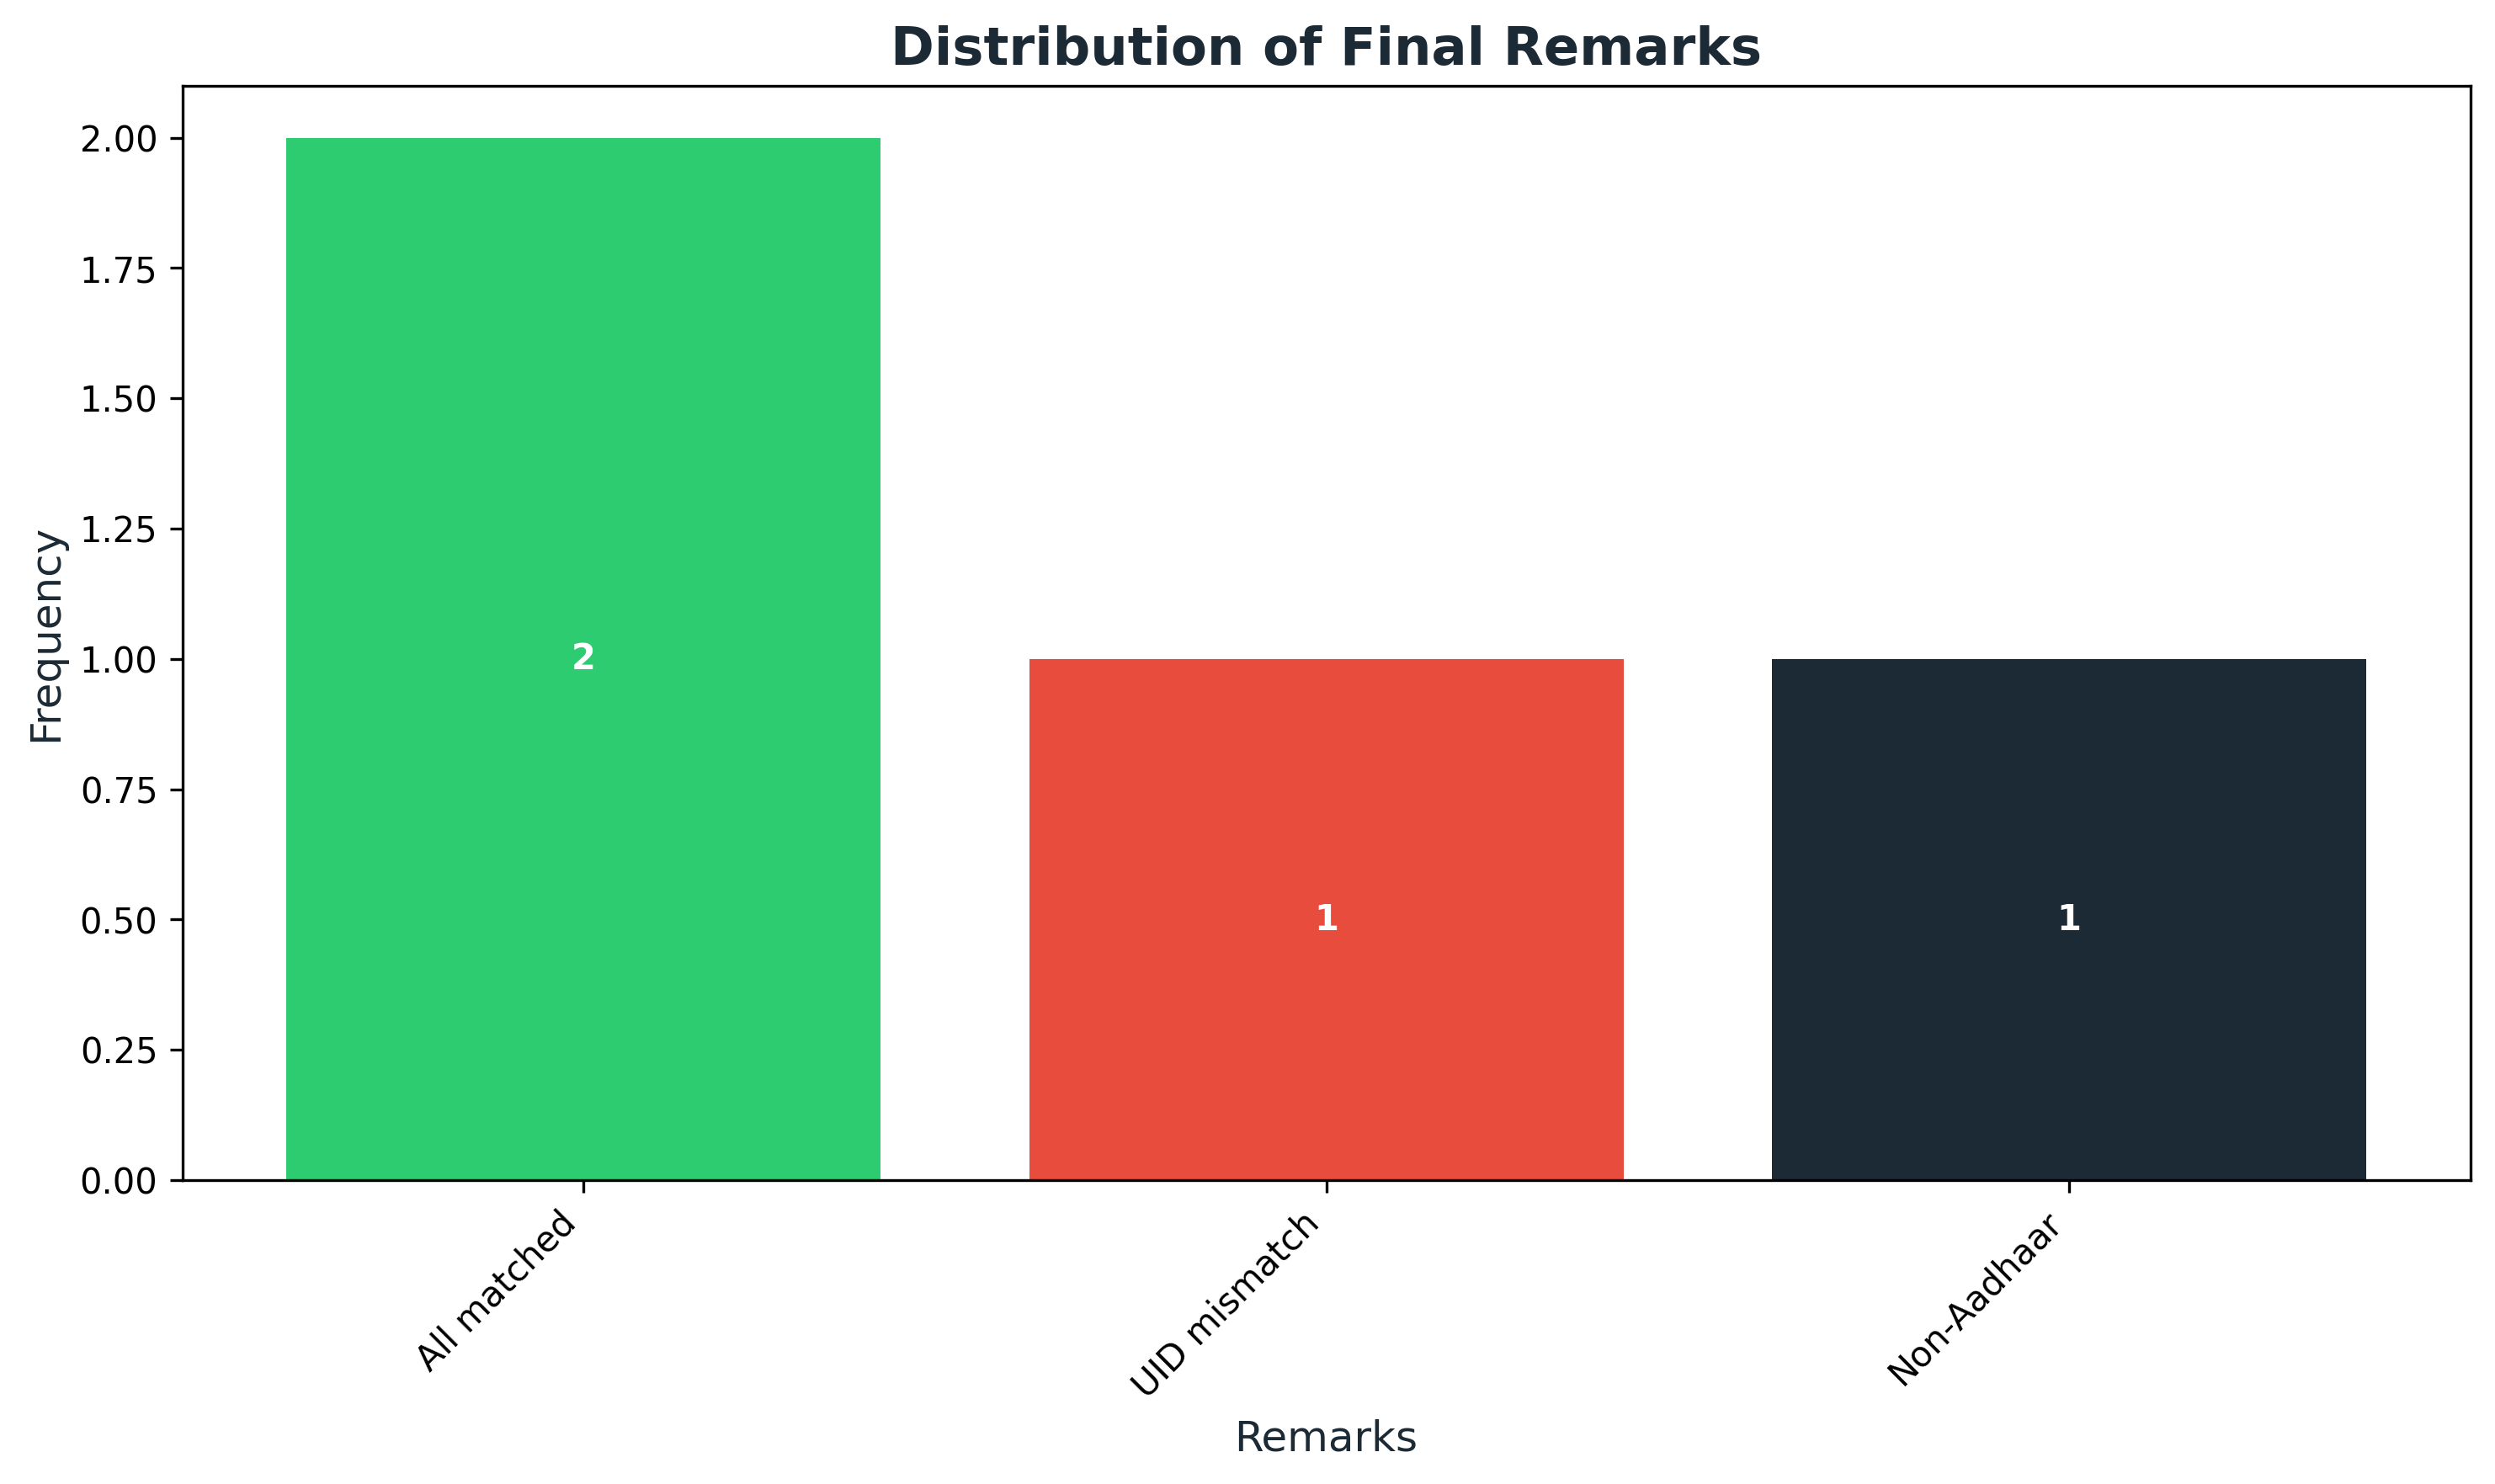 Distribution of Final Remarks
Frequency
2.00
1.75
1.50
1.25
1.00
0.75
0.50
0.25
0.00
2
1
1
All matched
UID mismatch
Non-Aadhaar
Remarks